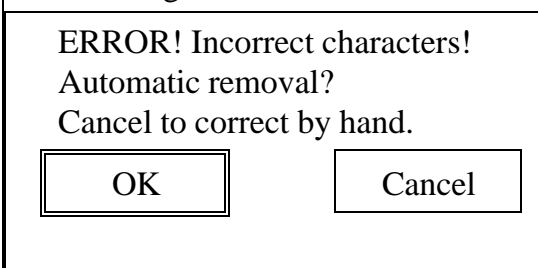 ERROR! Incorrect characters!
Automatic removal?
Cancel to correct by hand.
OK
Cancel